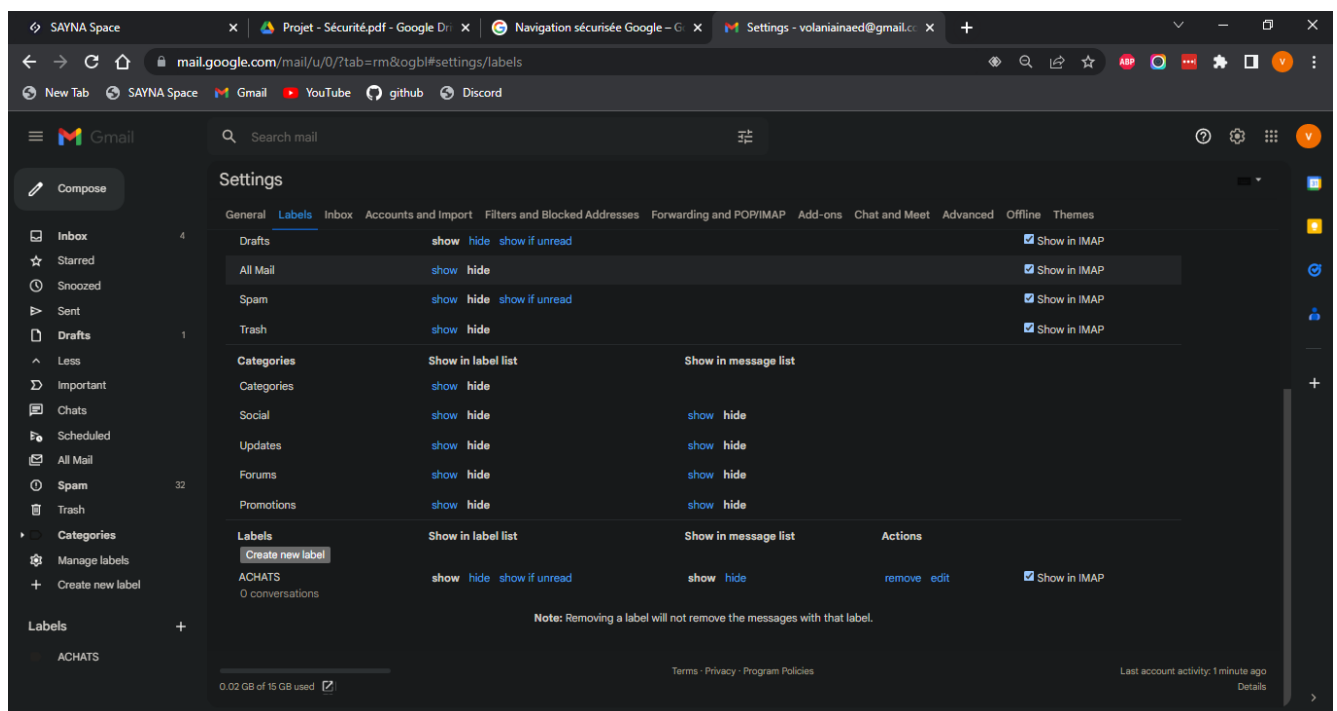 SAYNA Space
Projet - Sécurité.pdf - Google Dri
Navigation sécurisée Google – G
Settings - volaniainaed@gmail.co
mail.google.com/mail/u/0/?tab=rm&ogbl#settings/labels
ABP
V
New Tab SAYNA Space Gmail YouTube github Discord
Gmail
Search mail
V
Compose
Inbox 4
Starred
Snoozed
Sent
Drafts 1
Less
Important
Chats
Scheduled
All Mail
Spam 32
Trash
Categories
Manage labels
Create new label
Labels +
ACHATS
Settings
General Labels Inbox Accounts and Import Filters and Blocked Addresses Forwarding and POP/IMAP Add-ons Chat and Meet Advanced Offline Themes
Drafts show hide show if unread Show in IMAP
All Mail show hide Show in IMAP
Spam show hide show if unread Show in IMAP
Trash show hide Show in IMAP
Categories Show in label list Show in message list
Categories show hide
Social show hide show hide
Updates show hide show hide
Forums show hide show hide
Promotions show hide show hide
Labels Show in label list Show in message list Actions
Create new label
ACHATS show hide show if unread show hide remove edit Show in IMAP
0 conversations
Note: Removing a label will not remove the messages with that label.
Terms · Privacy · Program Policies
Last account activity: 1 minute ago
0.02 GB of 15 GB used
Details